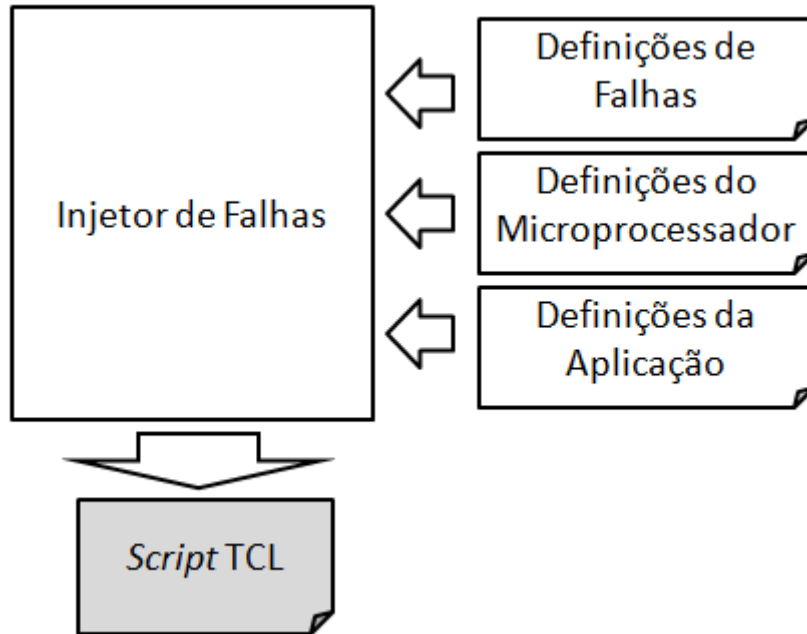 Definições de
Falhas
Injetor de Falhas
Definições do
Microprocessador
Definições da
Aplicação
Script TCL